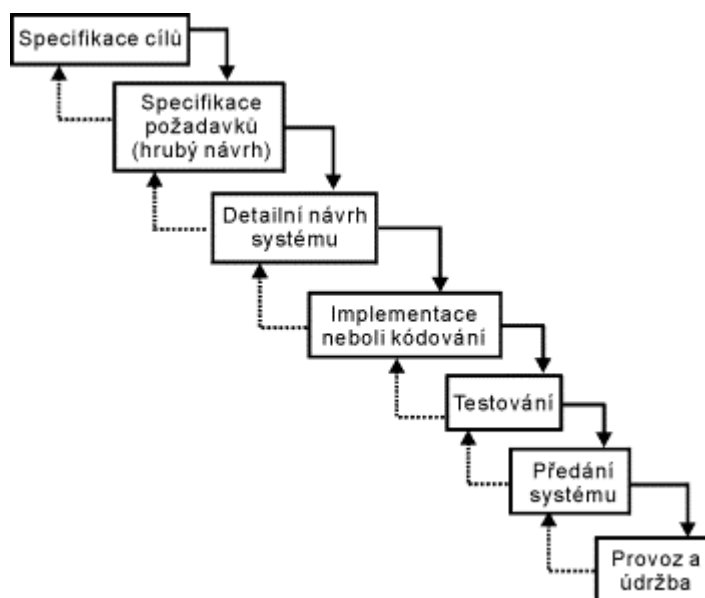 Specifikace cílů
Specifikace
požadavků
(hrubý návrh)
Detailní návrh
systému
Implementace
neboli kódování
Testování
Předání
systému
Provoz a
údržba